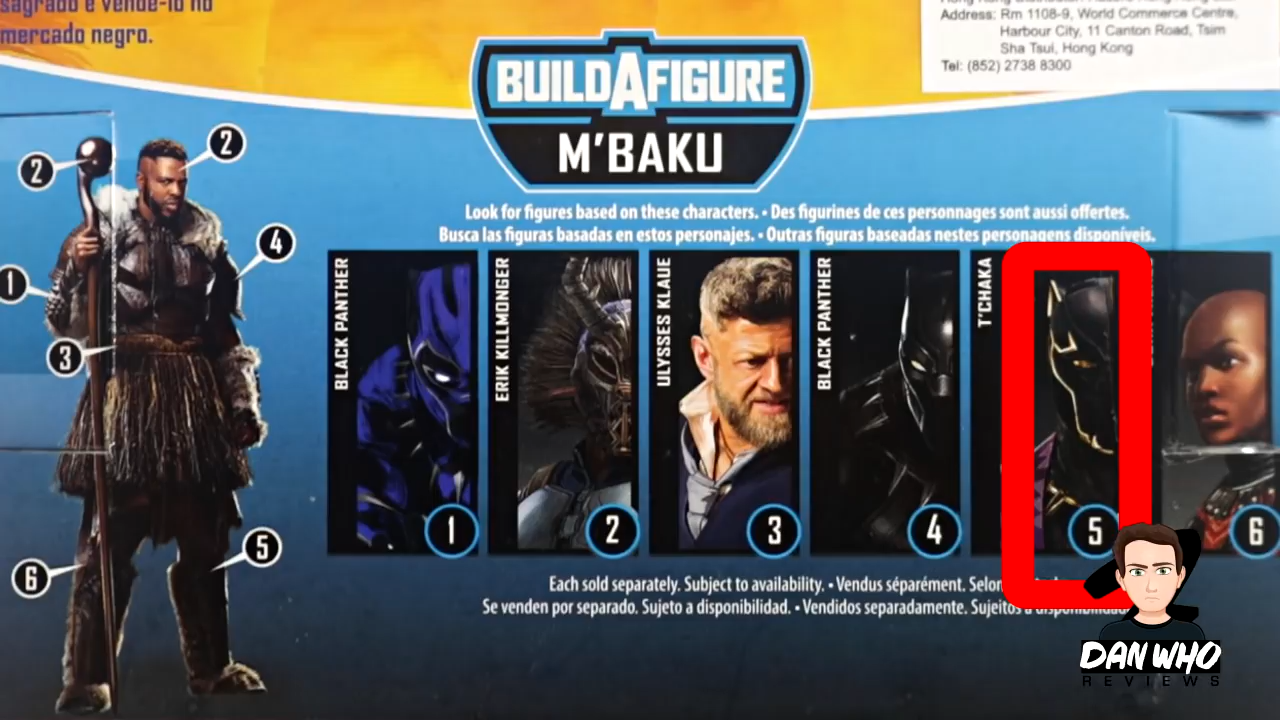 sagrado e vendê-lo no
mercado negro.
Address: Rm 1108-9, World Commerce Centre,
Harbour City, 11 Canton Road, Tsim
Sha Tsui, Hong Kong
Tel: (852) 2738 8300
BUILD A FIGURE
M'BAKU
Look for figures based on these characters. • Des figurines de ces personnages sont aussi offertes.
Busca las figuras basadas en estos personajes. • Outras figuras baseadas nestes personagens disponíveis.
2
2
4
1
3
5
6
BLACK PANTHER
1
ERIK KILLMONGER
2
ULYSSES KLAUE
3
BLACK PANTHER
4
T'CHAKA
5
6
Each sold separately. Subject to availability. • Vendus séparément. Selon
Se venden por separado. Sujeto a disponibilidad. • Vendidos separadamente. Sujeitos a disponibilidade
DAN WHO
REVIEWS